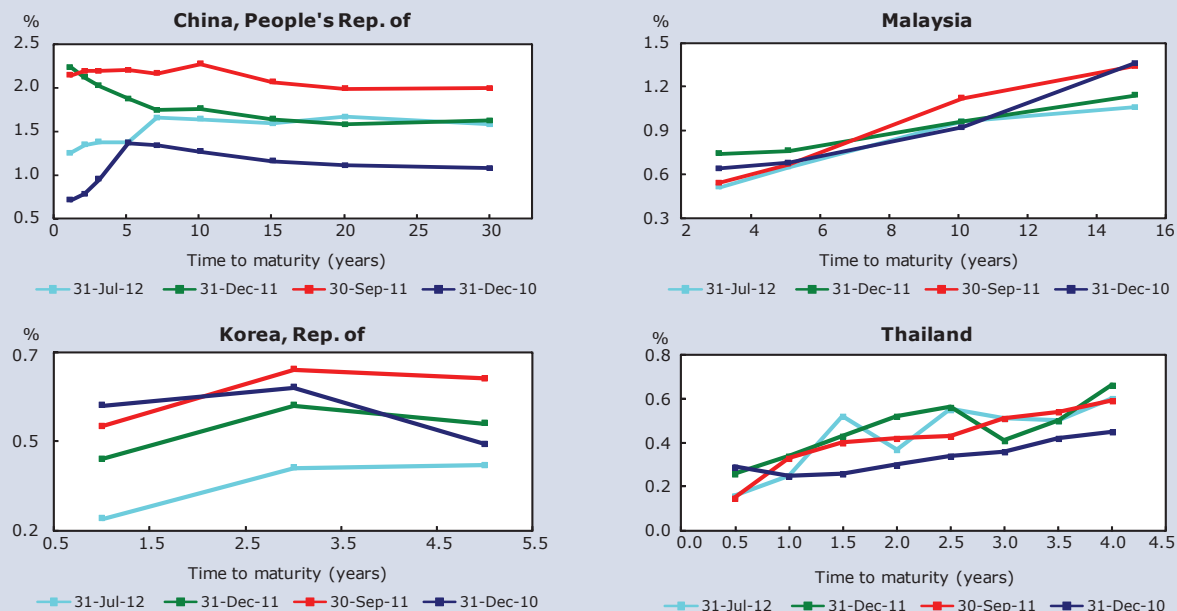 China, People's Rep. of
%
2.5
2.0
1.5
1.0
0.5
0 5 10 15 20 25 30
Time to maturity (years)
31-Jul-12 31-Dec-11 30-Sep-11 31-Dec-10
Malaysia
%
1.5
1.2
0.9
0.6
0.3
2 4 6 8 10 12 14 16
Time to maturity (years)
31-Jul-12 31-Dec-11 30-Sep-11 31-Dec-10
Korea, Rep. of
%
0.7
0.5
0.2
0.5 1.5 2.5 3.5 4.5 5.5
Time to maturity (years)
31-Jul-12 31-Dec-11 30-Sep-11 31-Dec-10
Thailand
%
0.8
0.6
0.4
0.2
0.0
0.0 0.5 1.0 1.5 2.0 2.5 3.0 3.5 4.0 4.5
Time to maturity (years)
31-Jul-12 31-Dec-11 30-Sep-11 31-Dec-10